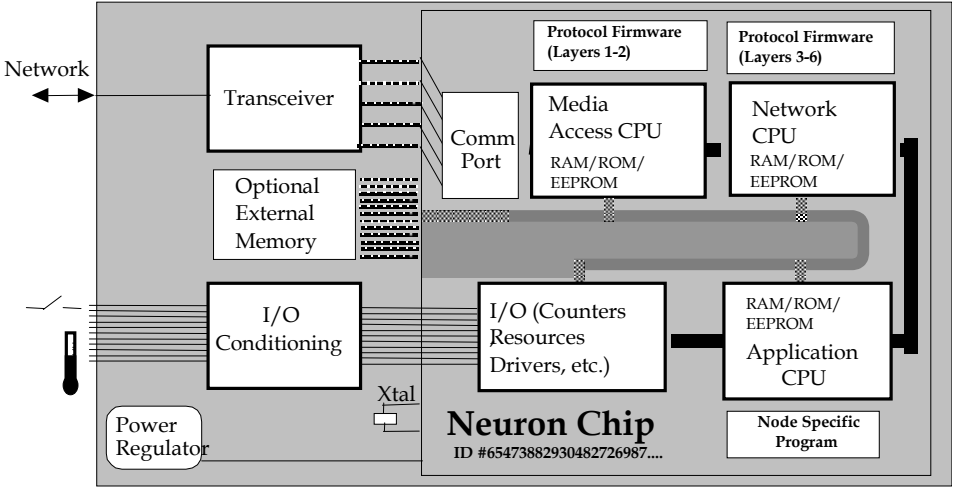 Network
Transceiver
Comm
Port
Protocol Firmware
(Layers 1-2)
Media
Access CPU
RAM/ROM/
EEPROM
Protocol Firmware
(Layers 3-6)
Network
CPU
RAM/ROM/
EEPROM
Optional
External
Memory
I/O
Conditioning
I/O (Counters
Resources
Drivers, etc.)
RAM/ROM/
EEPROM
Application
CPU
Xtal
Power
Regulator
Neuron Chip
ID #65473882930482726987....
Node Specific
Program